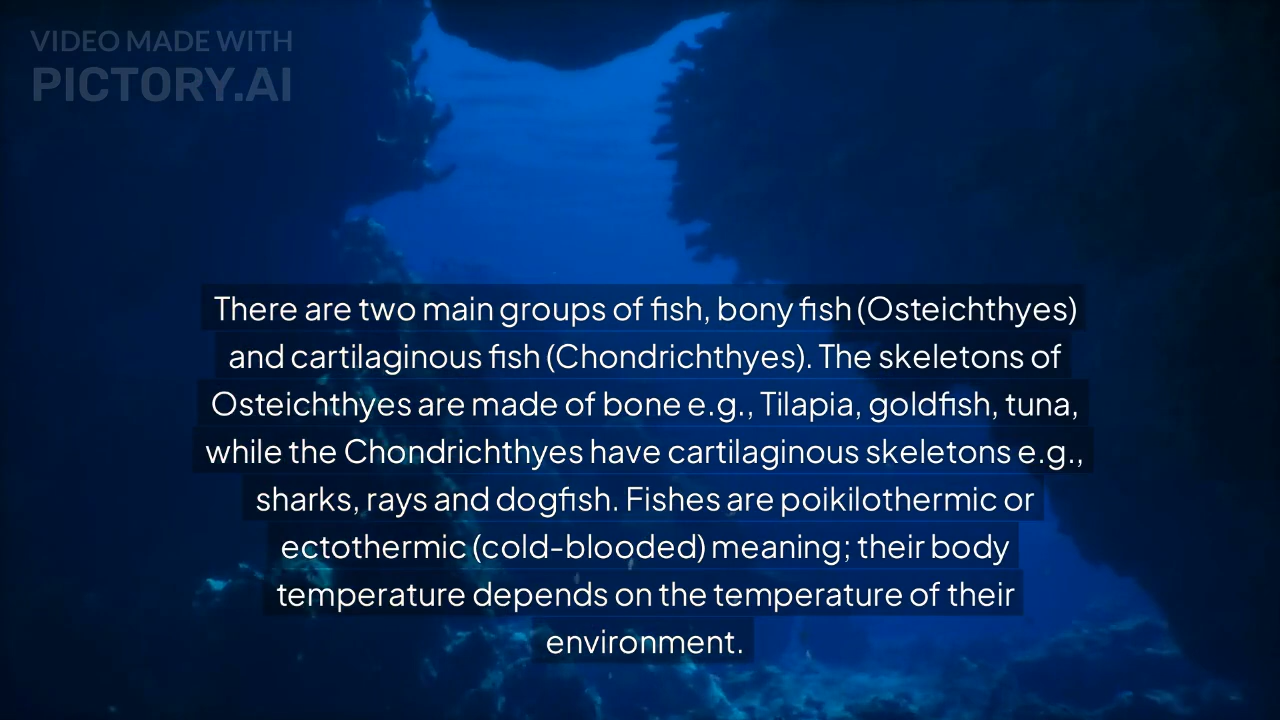 VIDEO MADE WITH
PICTORY.AI
There are two main groups of fish, bony fish (Osteichthyes)
and cartilaginous fish (Chondrichthyes). The skeletons of
Osteichthyes are made of bone e.g., Tilapia, goldfish, tuna,
while the Chondrichthyes have cartilaginous skeletons e.g.,
sharks, rays and dogfish. Fishes are poikilothermic or
ectothermic (cold-blooded) meaning; their body
temperature depends on the temperature of their
environment.